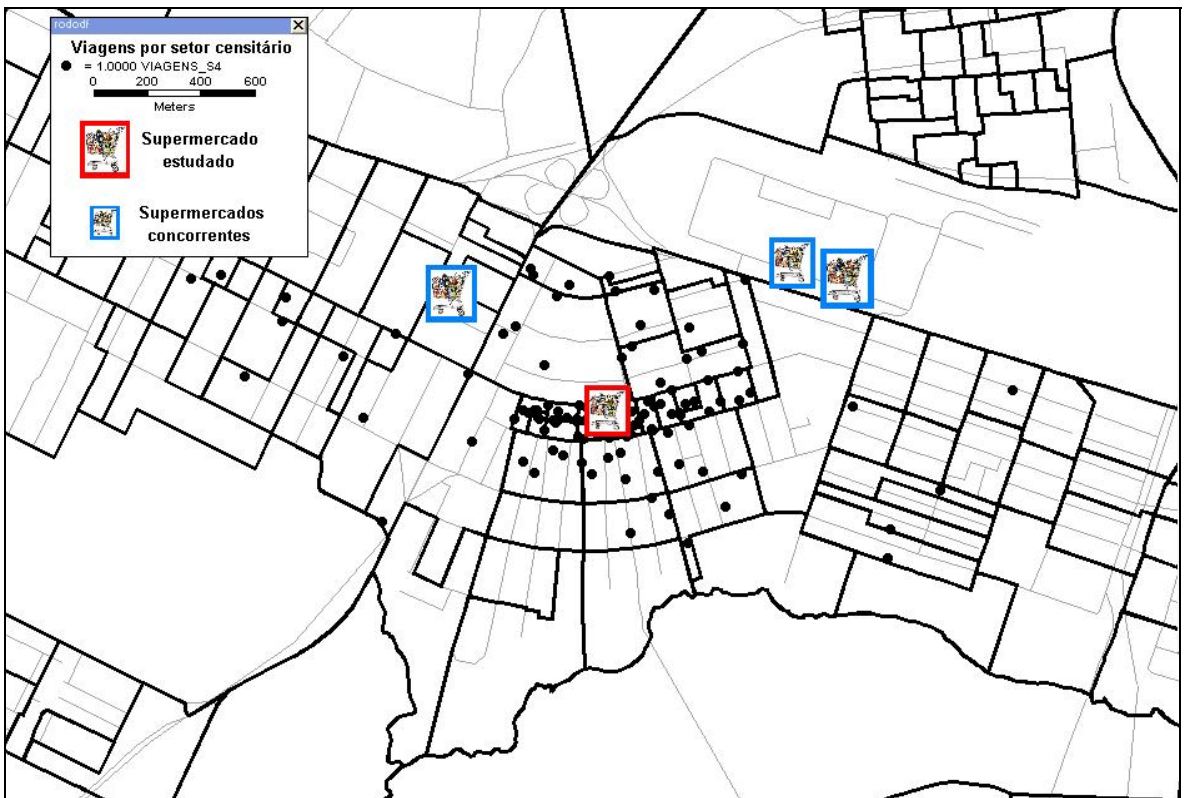 rododf
Viagens por setor censitário
= 1.0000 VIAGENS_S4
0 200 400 600
Meters
Supermercado
estudado
Supermercados
concorrentes